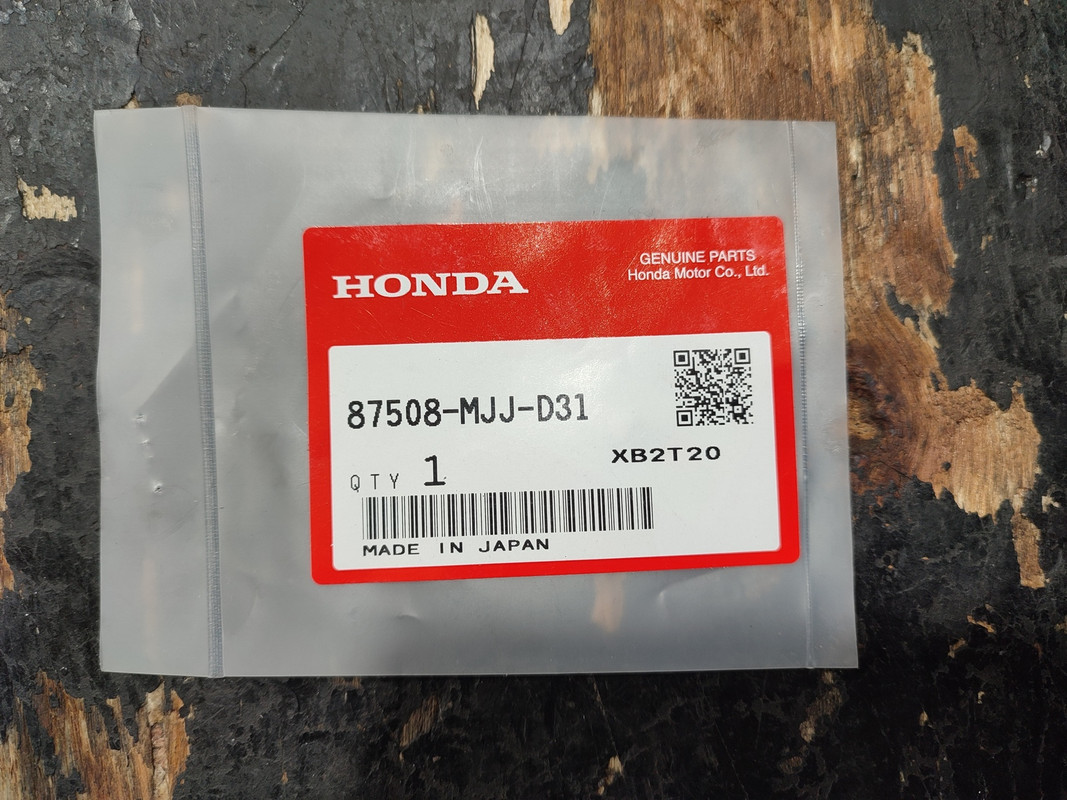 HONDA
GENUINE PARTS
Honda Motor Co., Ltd.
87508-MJJ-D31
XB2T20
QTY 1
MADE IN JAPAN